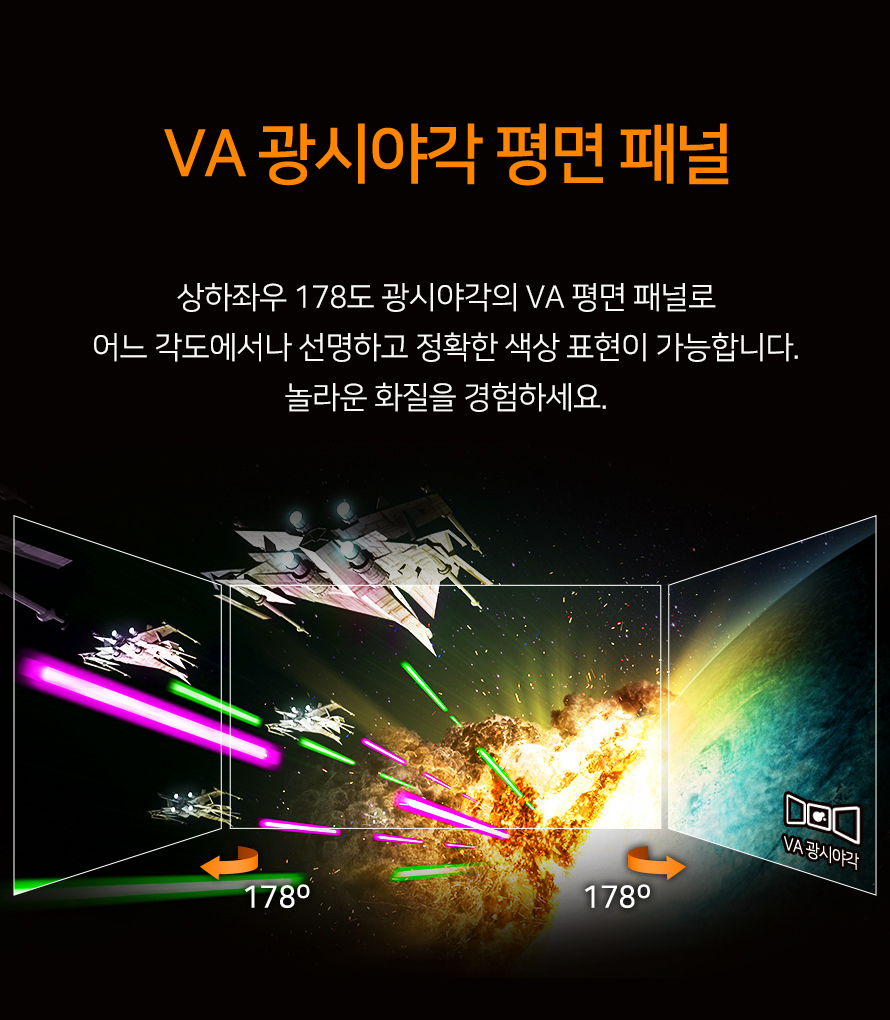 VA 광시야각 평면 패널
상하좌우 178도 광시야각의 VA 평면 패널로
어느 각도에서나 선명하고 정확한 색상 표현이 가능합니다.
놀라운 화질을 경험하세요.
VA 광시야각
178º
178º